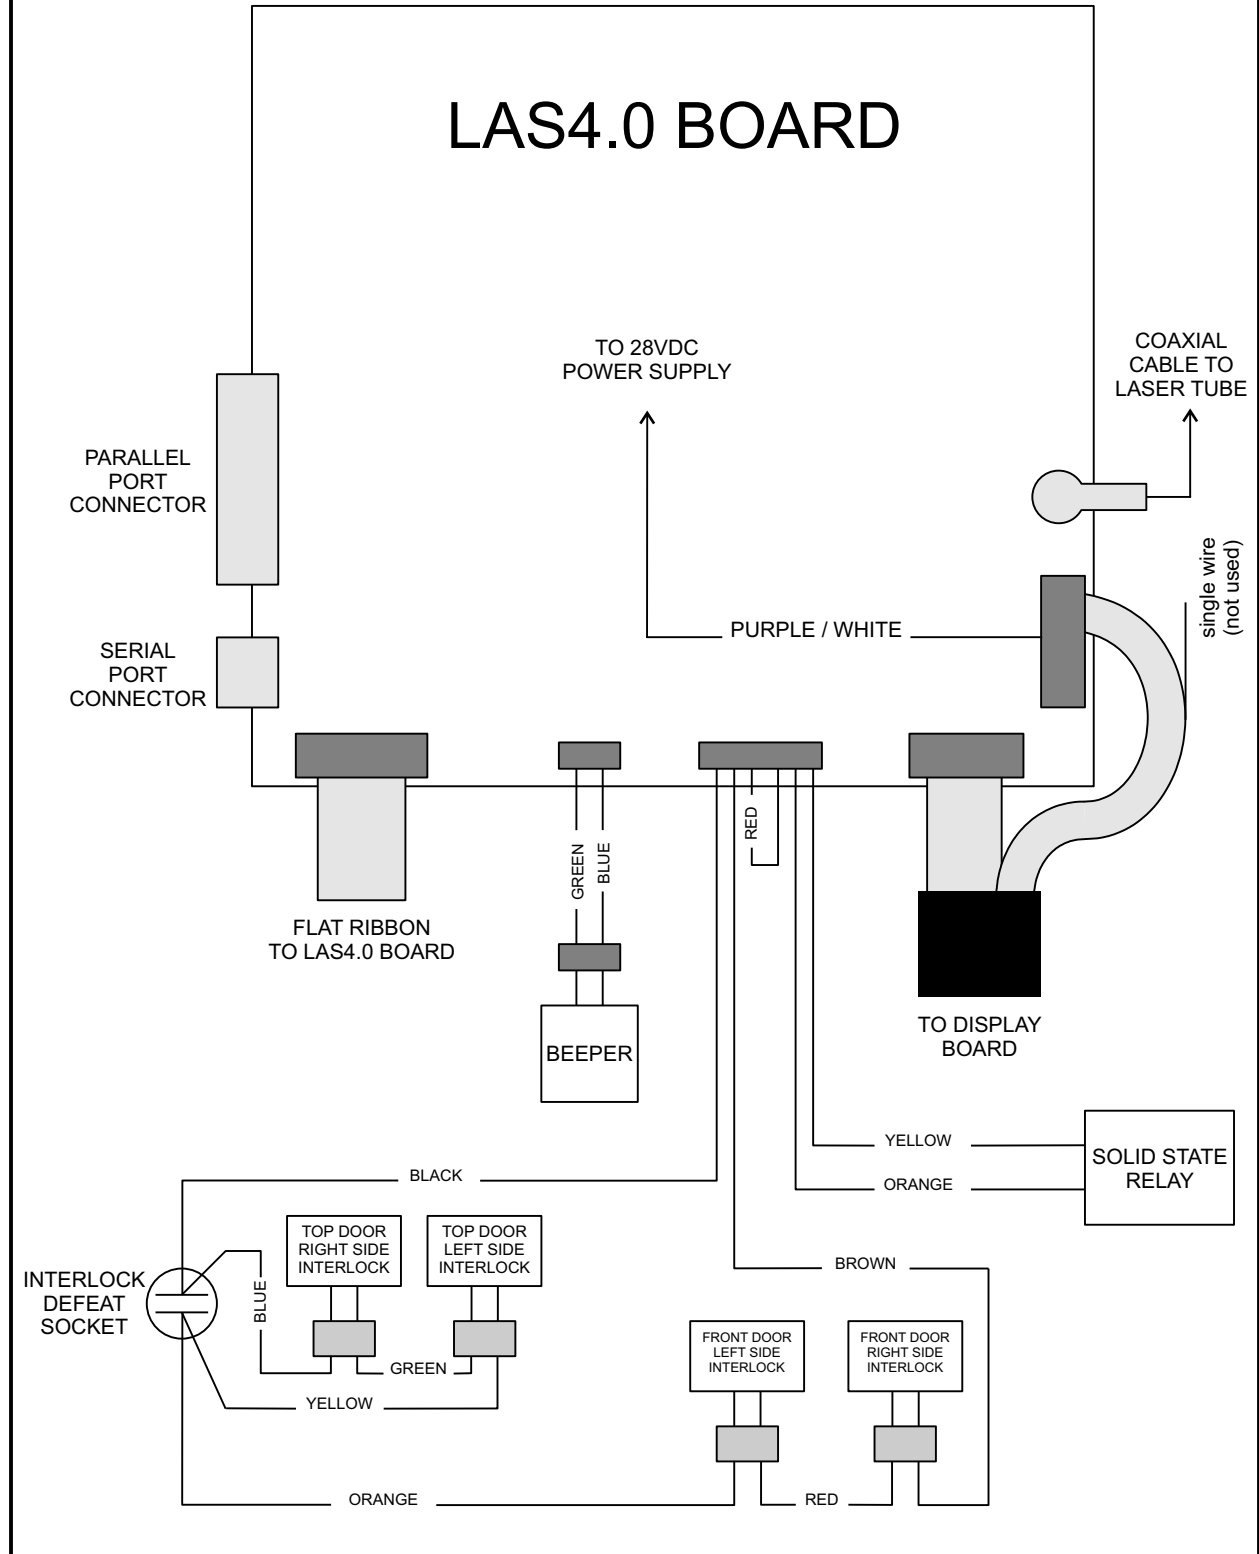 LAS4.0 BOARD
TO 28VDC
POWER SUPPLY
COAXIAL
CABLE TO
LASER TUBE
PARALLEL
PORT
CONNECTOR
single wire
(not used)
PURPLE / WHITE
SERIAL
PORT
CONNECTOR
RED
GREEN
BLUE
FLAT RIBBON
TO LAS4.0 BOARD
TO DISPLAY
BOARD
BEEPER
YELLOW
ORANGE
SOLID STATE
RELAY
BLACK
TOP DOOR
RIGHT SIDE
INTERLOCK
TOP DOOR
LEFT SIDE
INTERLOCK
BROWN
INTERLOCK
DEFEAT
SOCKET
BLUE
GREEN
YELLOW
FRONT DOOR
LEFT SIDE
INTERLOCK
FRONT DOOR
RIGHT SIDE
INTERLOCK
ORANGE
RED